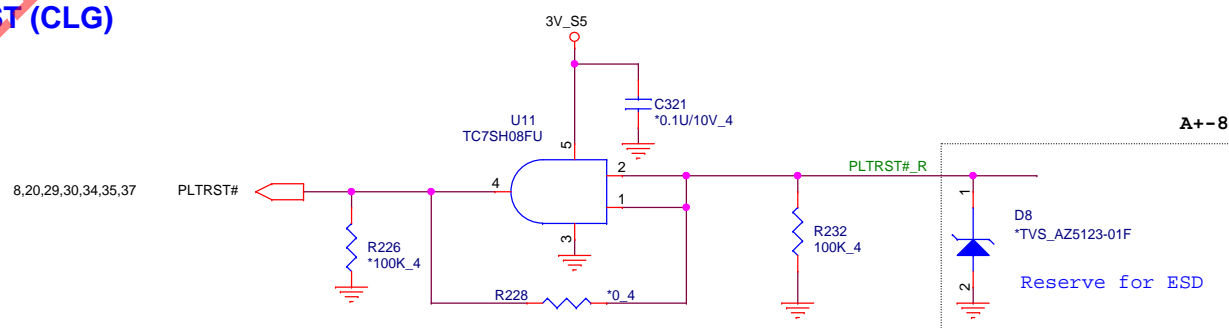 (CLG)
3V_S5
C321
*0.1U/10V_4
U11
TC7SH08FU
A+-8
5
2
1
4
3
8,20,29,30,34,35,37
PLTRST#
PLTRST#_R
1
D8
*TVS_AZ5123-01F
2
Reserve for ESD
R226
*100K_4
R232
100K_4
R228
*0_4